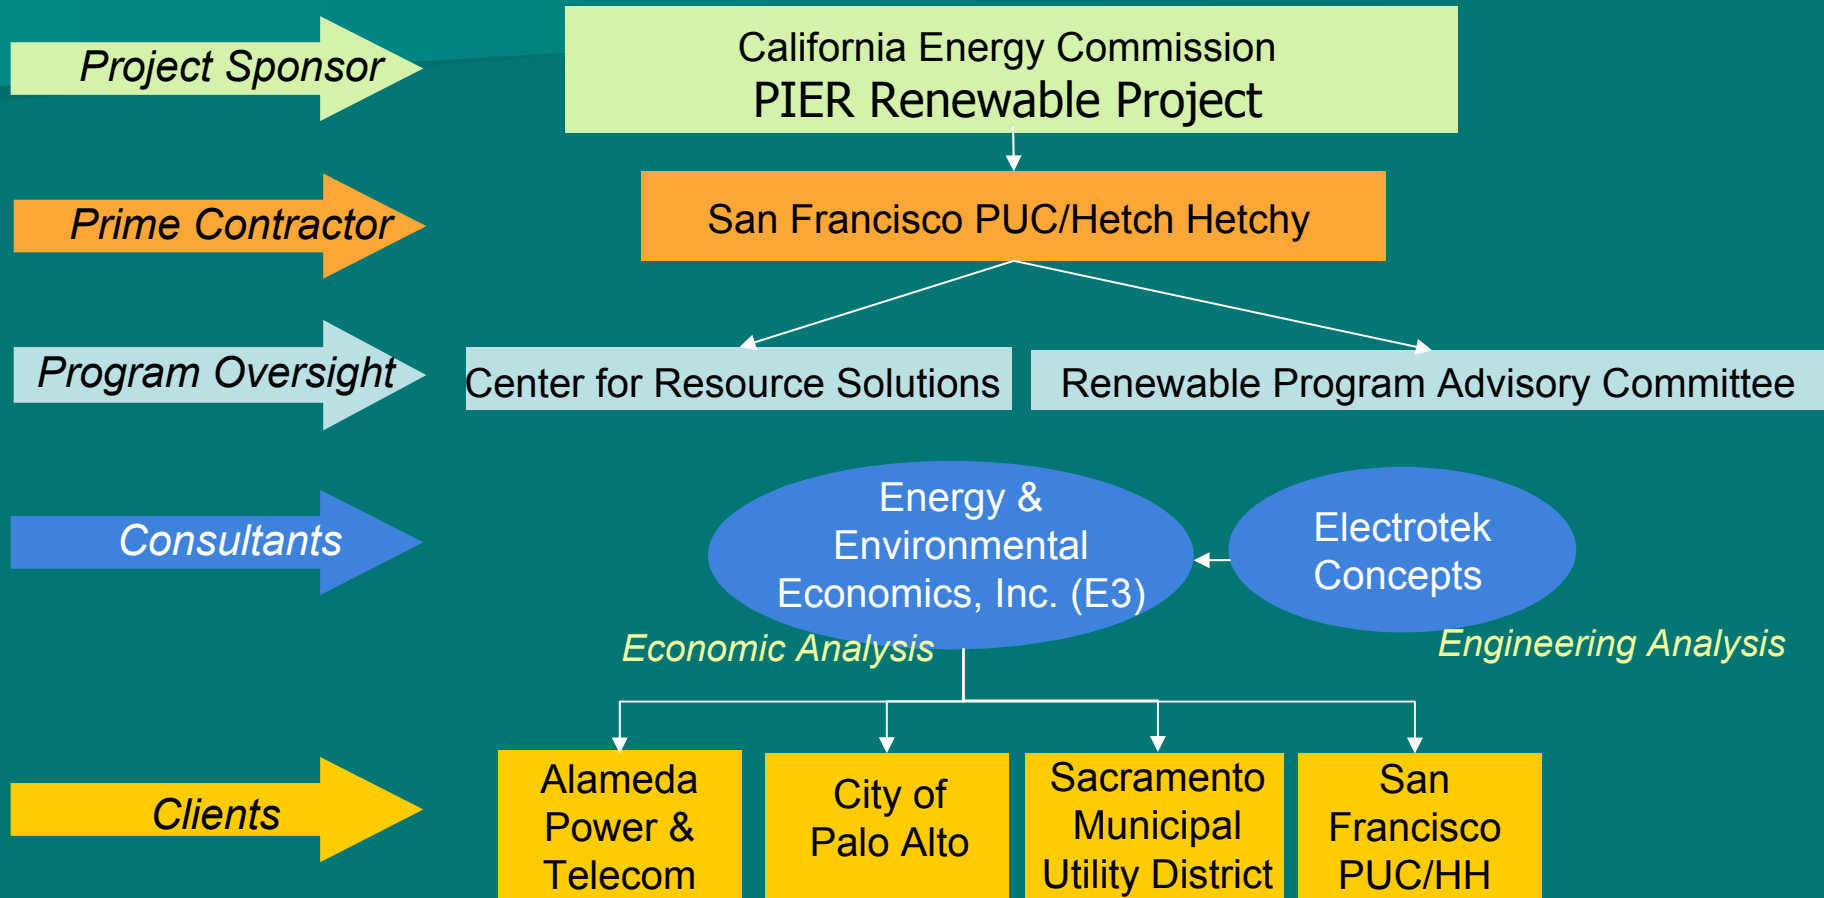 Project Sponsor
California Energy Commission
PIER Renewable Project
Prime Contractor
San Francisco PUC/Hetch Hetchy
Program Oversight
Center for Resource Solutions
Renewable Program Advisory Committee
Consultants
Energy &
Environmental
Economics, Inc. (E3)
Electrotek
Concepts
Economic Analysis
Engineering Analysis
Clients
Alameda
Power &
Telecom
City of
Palo Alto
Sacramento
Municipal
Utility District
San
Francisco
PUC/HH